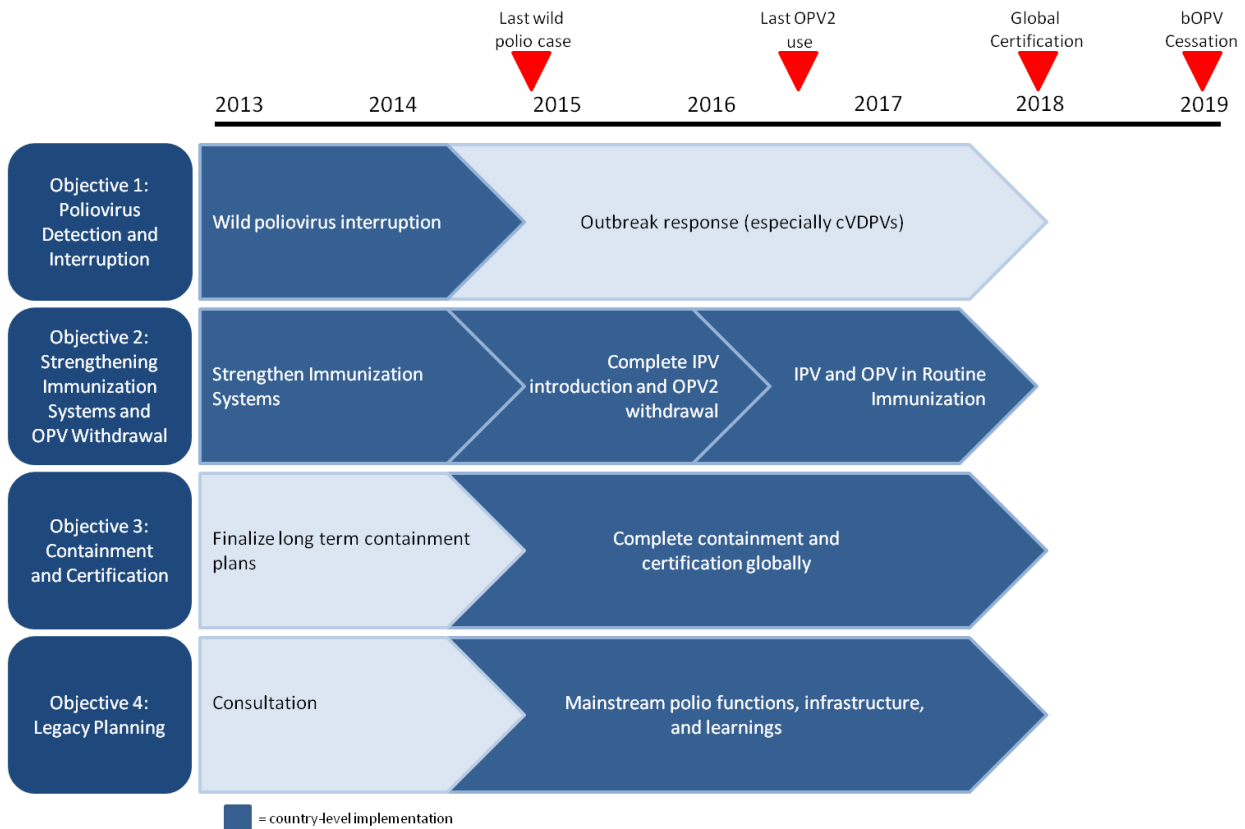 Last wild
polio case
Last OPV2
use
Global
Certification
bOPV
Cessation
2013 2014 2015 2016 2017 2018 2019
Objective 1:
Poliovirus
Detection and
Interruption
Wild poliovirus interruption
Outbreak response (especially cVDPVs)
Objective 2:
Strengthening
Immunization
Systems and
OPV Withdrawal
Strengthen Immunization
Systems
Complete IPV
introduction and OPV2
withdrawal
IPV and OPV in Routine
Immunization
Objective 3:
Containment
and Certification
Finalize long term containment
plans
Complete containment and
certification globally
Objective 4:
Legacy Planning
Consultation
Mainstream polio functions, infrastructure,
and learnings
= country-level implementation